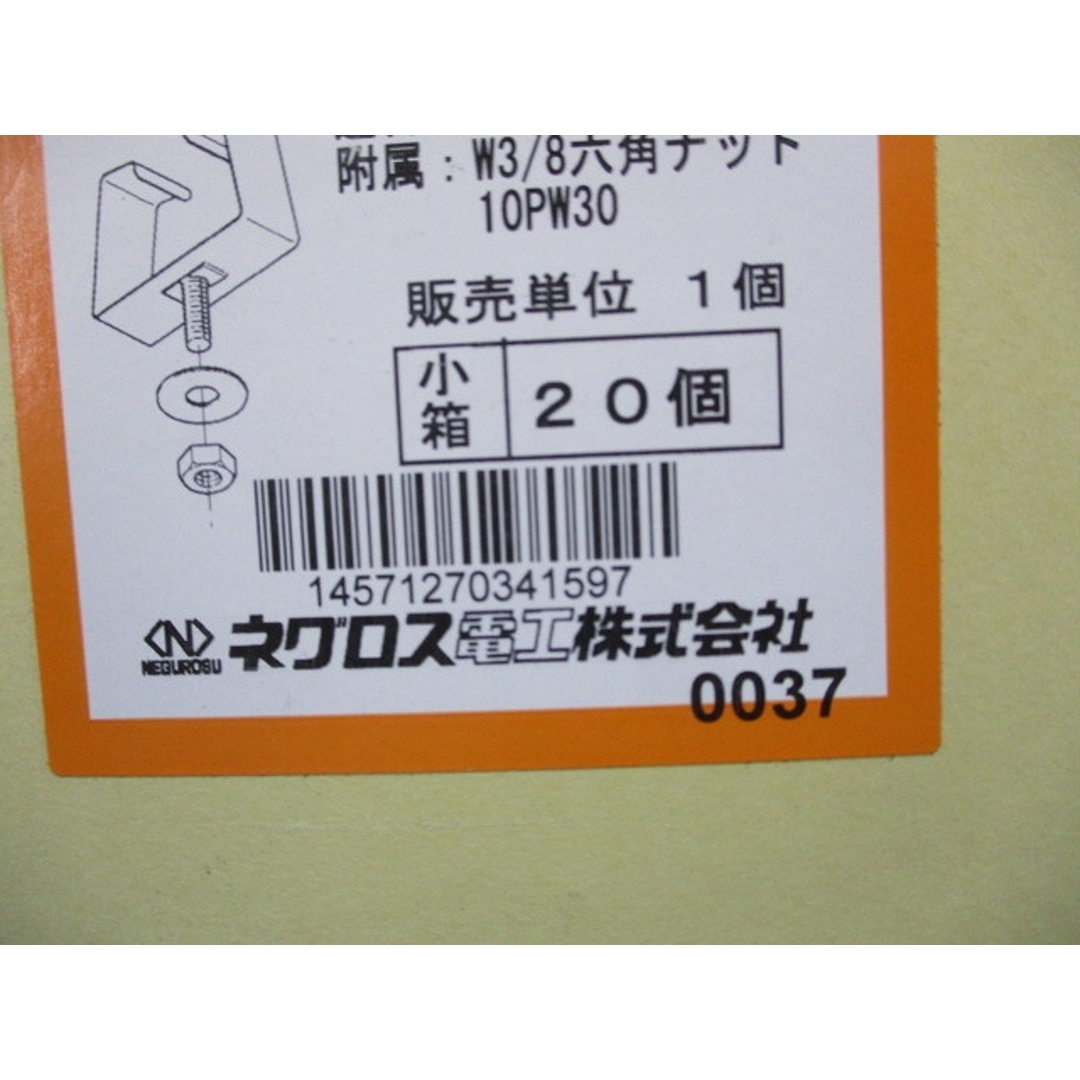 附属：W3/8六角ナット
10PW30
販売単位 1個
小箱 20個
14571270341597
N NEGUROSU ネグロス電工株式会社
0037